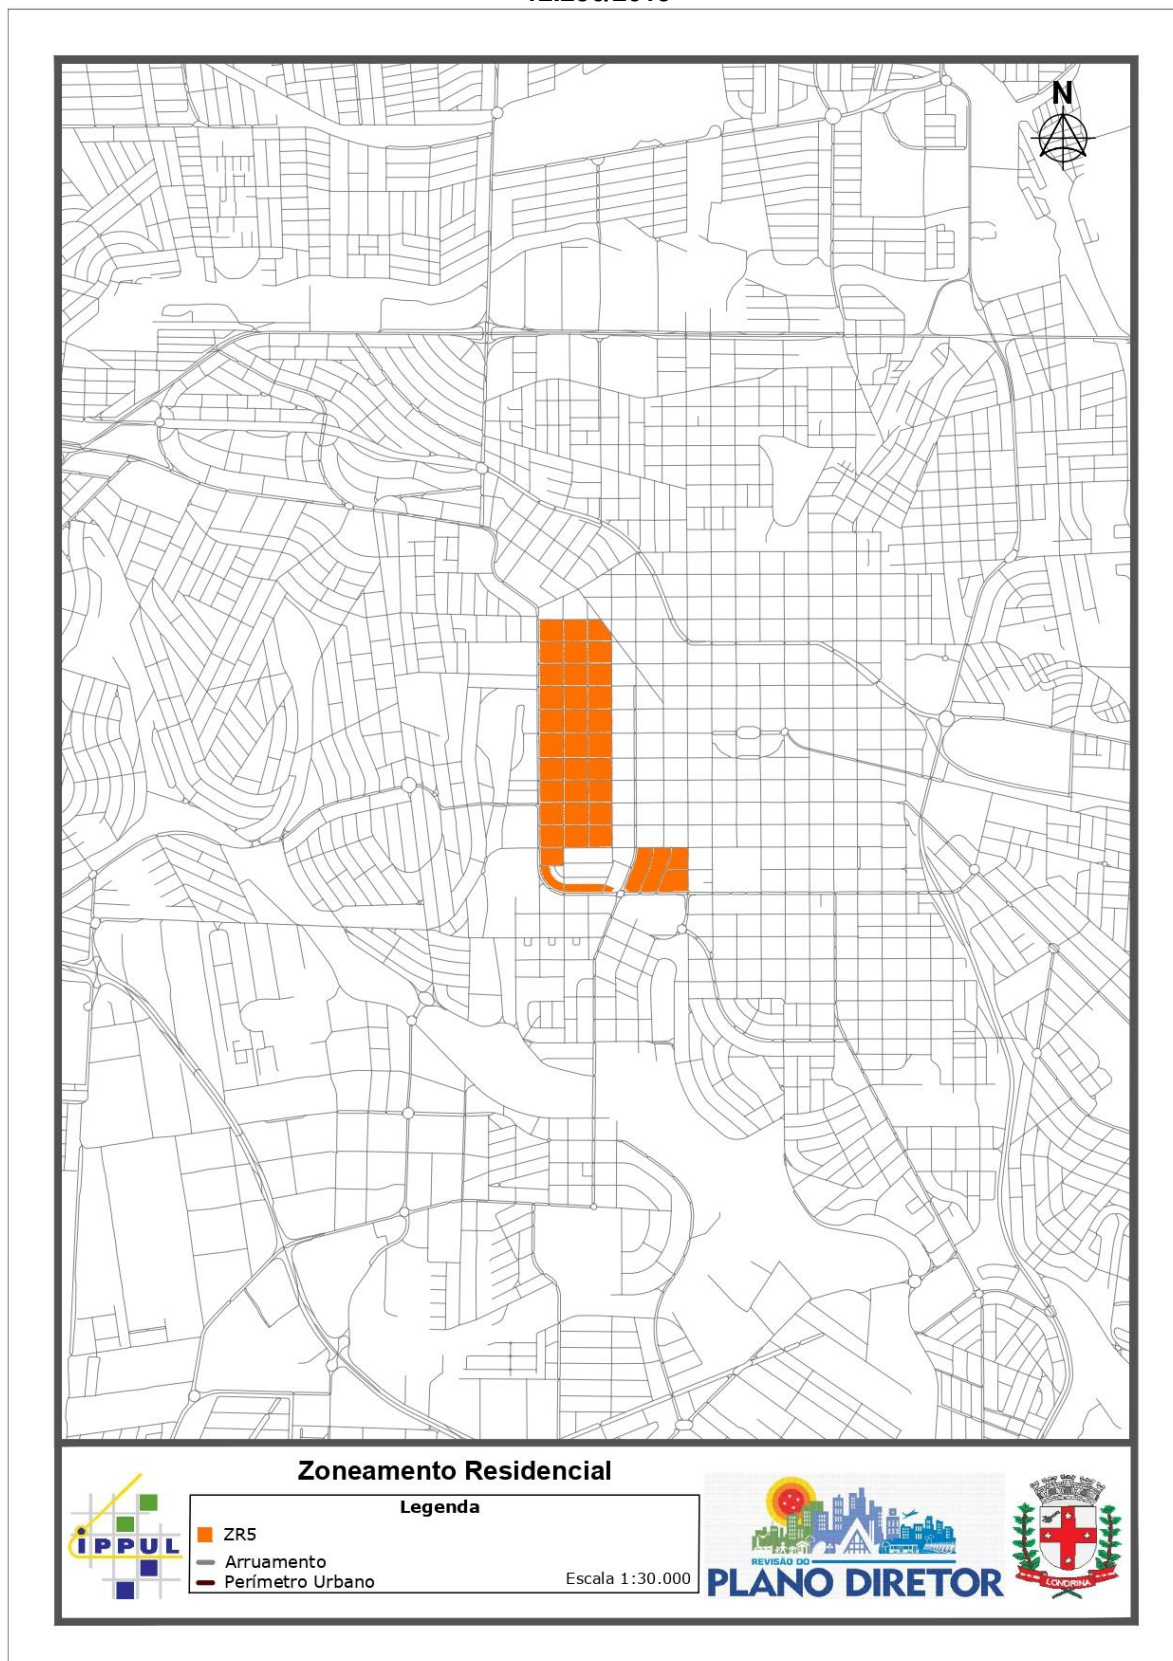 N
Zoneamento Residencial
Legenda
ZR5
Arruamento
Perímetro Urbano
Escala 1:30.000
IPPUL
REVISÃO DO
PLANO DIRETOR
LONDRINA